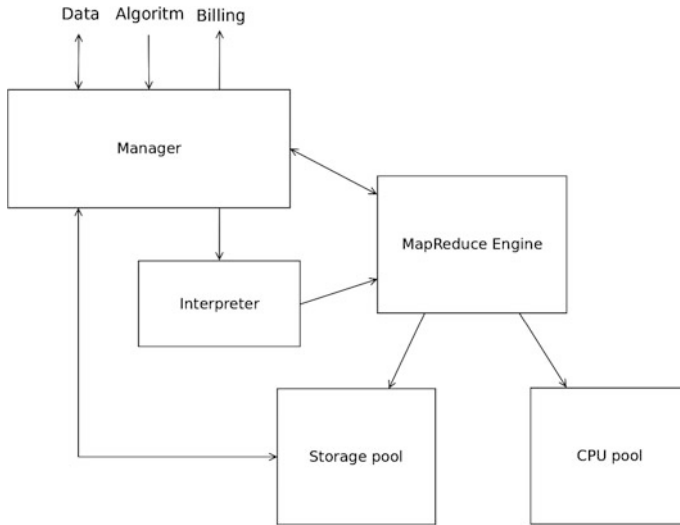 Data Algoritm Billing
Manager
MapReduce Engine
Interpreter
Storage pool
CPU pool